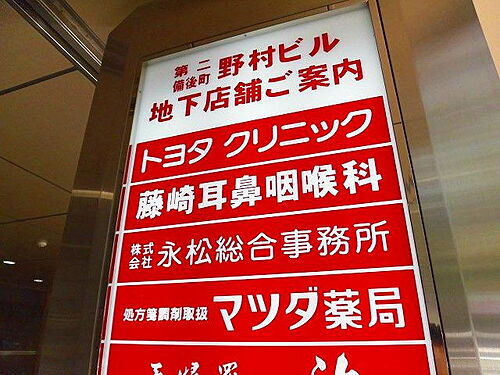 第二備後町 野村ビル
地下店舗ご案内
トヨタ クリニック
藤崎耳鼻咽喉科
株式会社 永松総合事務所
処方箋調剤取扱 マツダ薬局